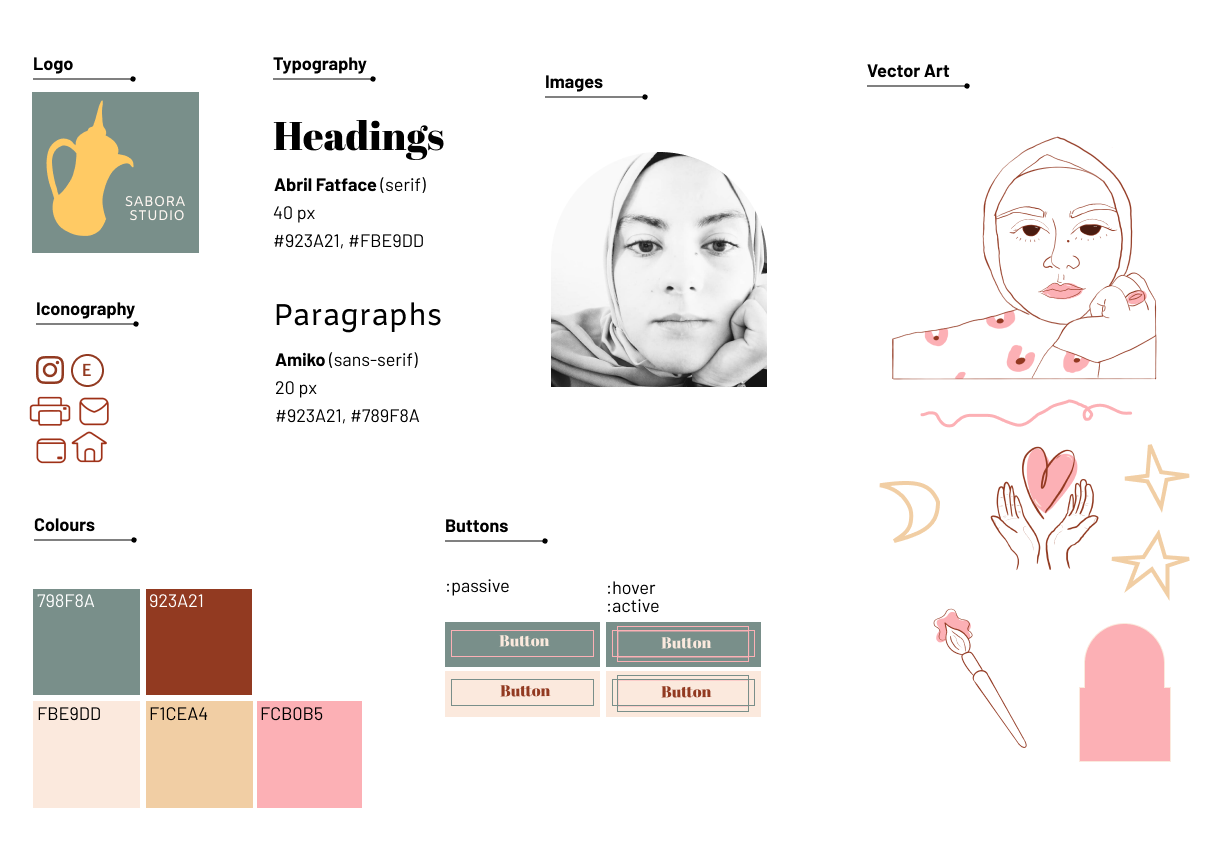 Logo
SABORA
STUDIO
Iconography
E
Typography
Headings
Abril Fatface (serif)
40 px
#923A21, #FBE9DD
Paragraphs
Amiko (sans-serif)
20 px
#923A21, #789F8A
Images
Vector Art
Colours
798F8A
923A21
FBE9DD
F1CEA4
FCB0B5
Buttons
:passive
:hover
:active
Button
Button
Button
Button